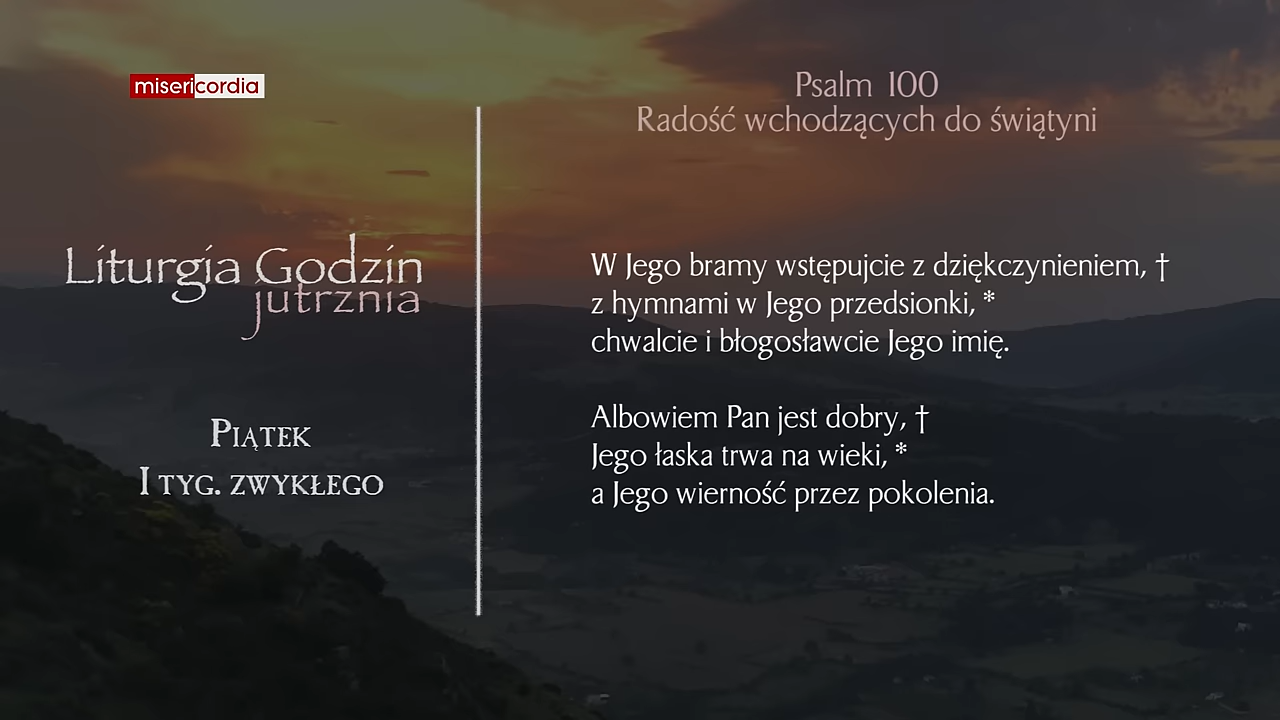 misericordia
Liturgia Godzin
jutrznia
Piątek
I tyg. zwykłego
Psalm 100
Radość wchodzących do świątyni
W Jego bramy wstępujcie z dziękczynieniem, †
z hymnami w Jego przedsionki, *
chwalcie i błogosławcie Jego imię.
Albowiem Pan jest dobry, †
Jego łaska trwa na wieki, *
a Jego wierność przez pokolenia.